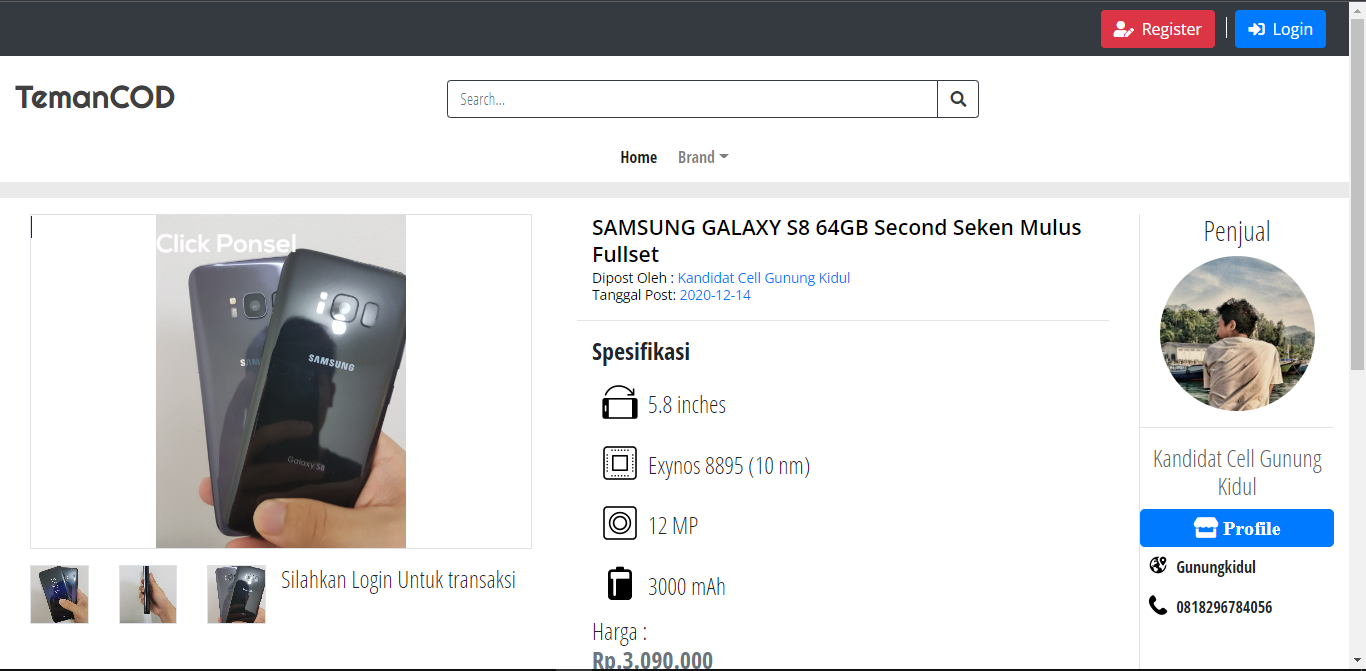 Register
Login
TemanCOD
Search...
Home
Brand
Click Ponsel
SAMSUNG
SAM
Galaxy S8
Silahkan Login Untuk transaksi
SAMSUNG GALAXY S8 64GB Second Seken Mulus
Fullset
Dipost Oleh : Kandidat Cell Gunung Kidul
Tanggal Post: 2020-12-14
Spesifikasi
5.8 inches
Exynos 8895 (10 nm)
12 MP
3000 mAh
Harga :
Rp.3.090.000
Penjual
Kandidat Cell Gunung
Kidul
Profile
Gunungkidul
0818296784056